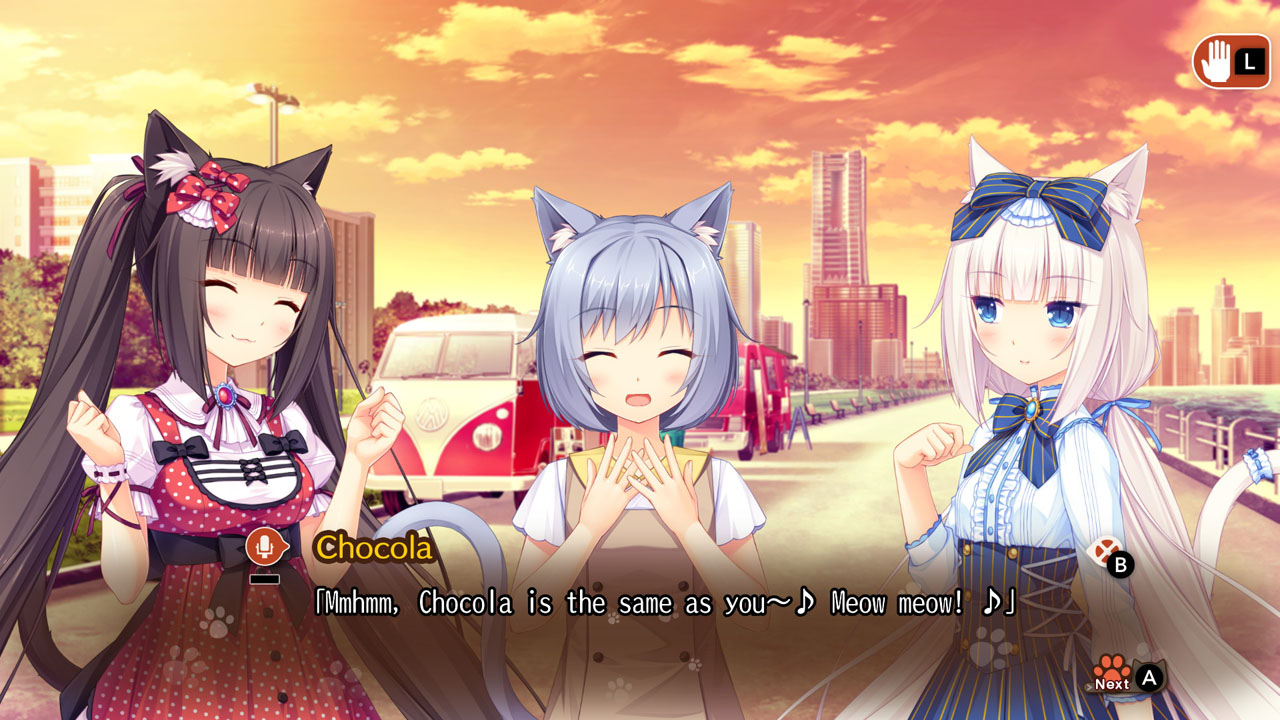 L
Chocola
「Mmhmm, Chocola is the same as you～♪ Meow meow! ♪」
B
Next A